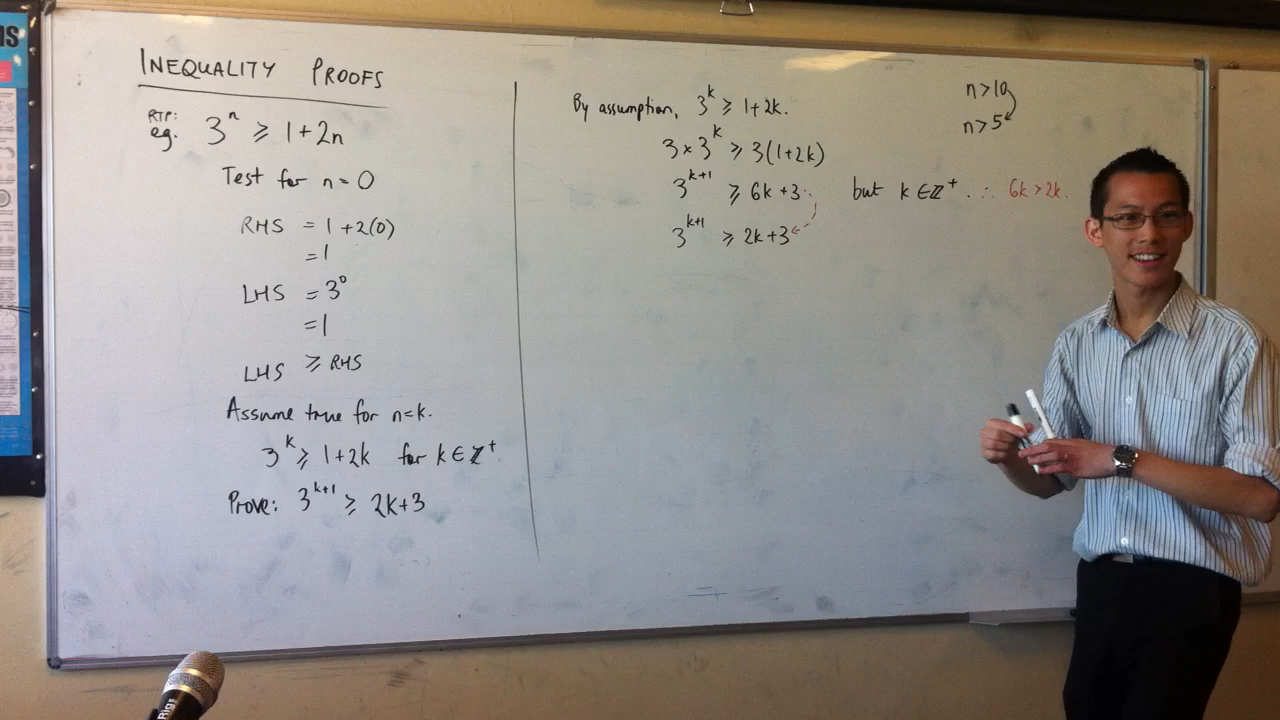 INEQUALITY PROOFS
RTP:
eg. 3ⁿ ≥ 1+2n
Test for n=0
RHS = 1+2(0)
=1
LHS = 3⁰
=1
LHS ≥ RHS
Assume true for n=k.
3ᵏ ≥ 1+2k for k∈ℤ⁺.
Prove: 3ᵏ⁺¹ ≥ 2k+3
By assumption, 3ᵏ ≥ 1+2k.
3×3ᵏ ≥ 3(1+2k)
3ᵏ⁺¹ ≥ 6k+3 but k∈ℤ⁺. ∴ 6k>2k.
3ᵏ⁺¹ ≥ 2k+3
n>10
n>5